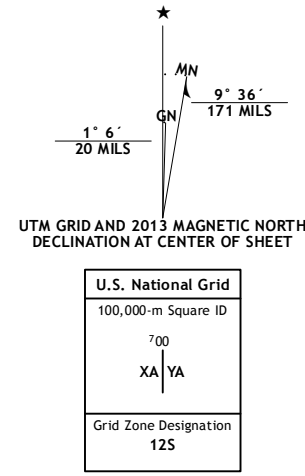 ★
MN
9° 36´
171 MILS
GN
1° 6´
20 MILS
UTM GRID AND 2013 MAGNETIC NORTH
DECLINATION AT CENTER OF SHEET
U.S. National Grid
100,000-m Square ID
⁷00
XA YA
Grid Zone Designation
12S